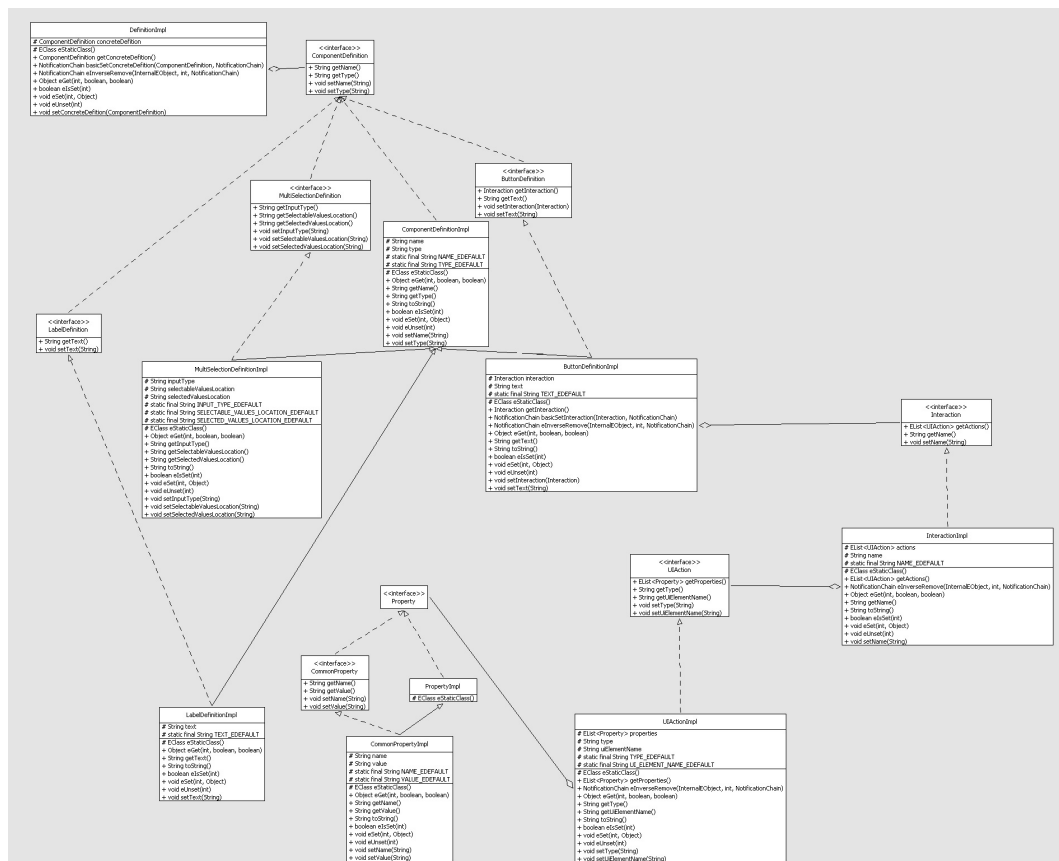 DefinitionImpl
# ComponentDefinition concreteDefition
# EClass eStaticClass()
+ ComponentDefinition getConcreteDefition()
+ NotificationChain basicSetConcreteDefition(ComponentDefinition, NotificationChain)
+ NotificationChain eInverseRemove(InternalEObject, int, NotificationChain)
+ Object eGet(int, boolean, boolean)
+ boolean eIsSet(int)
+ void eSet(int, Object)
+ void eUnset(int)
+ void setConcreteDefition(ComponentDefinition)
<<interface>>
ComponentDefinition
+ String getName()
+ String getType()
+ void setName(String)
+ void setType(String)
<<interface>>
MultiSelectionDefinition
+ String getInputType()
+ String getSelectableValuesLocation()
+ String getSelectedValuesLocation()
+ void setInputType(String)
+ void setSelectableValuesLocation(String)
+ void setSelectedValuesLocation(String)
<<interface>>
ButtonDefinition
+ Interaction getInteraction()
+ String getText()
+ void setInteraction(Interaction)
+ void setText(String)
ComponentDefinitionImpl
# String name
# String type
# static final String NAME_EDEFAULT
# static final String TYPE_EDEFAULT
# EClass eStaticClass()
+ Object eGet(int, boolean, boolean)
+ String getName()
+ String getType()
+ String toString()
+ boolean eIsSet(int)
+ void eSet(int, Object)
+ void eUnset(int)
+ void setName(String)
+ void setType(String)
<<interface>>
LabelDefinition
+ String getText()
+ void setText(String)
MultiSelectionDefinitionImpl
# String inputType
# String selectableValuesLocation
# String selectedValuesLocation
# static final String INPUT_TYPE_EDEFAULT
# static final String SELECTABLE_VALUES_LOCATION_EDEFAULT
# static final String SELECTED_VALUES_LOCATION_EDEFAULT
# EClass eStaticClass()
+ Object eGet(int, boolean, boolean)
+ String getInputType()
+ String getSelectableValuesLocation()
+ String getSelectedValuesLocation()
+ String toString()
+ boolean eIsSet(int)
+ void eSet(int, Object)
+ void eUnset(int)
+ void setInputType(String)
+ void setSelectableValuesLocation(String)
+ void setSelectedValuesLocation(String)
ButtonDefinitionImpl
# Interaction interaction
# String text
# static final String TEXT_EDEFAULT
# EClass eStaticClass()
+ Interaction getInteraction()
+ NotificationChain basicSetInteraction(Interaction, NotificationChain)
+ NotificationChain eInverseRemove(InternalEObject, int, NotificationChain)
+ Object eGet(int, boolean, boolean)
+ String getText()
+ String toString()
+ boolean eIsSet(int)
+ void eSet(int, Object)
+ void eUnset(int)
+ void setInteraction(Interaction)
+ void setText(String)
<<interface>>
Interaction
+ EList<UIAction> getActions()
+ String getName()
+ void setName(String)
InteractionImpl
# EList<UIAction> actions
# String name
# static final String NAME_EDEFAULT
# EClass eStaticClass()
+ EList<UIAction> getActions()
+ NotificationChain eInverseRemove(InternalEObject, int, NotificationChain)
+ Object eGet(int, boolean, boolean)
+ String getName()
+ String toString()
+ boolean eIsSet(int)
+ void eSet(int, Object)
+ void eUnset(int)
+ void setName(String)
<<interface>>
UIAction
+ EList<Property> getProperties()
+ String getType()
+ String getUiElementName()
+ void setType(String)
+ void setUiElementName(String)
<<interface>>
Property
<<interface>>
CommonProperty
+ String getName()
+ String getValue()
+ void setName(String)
+ void setValue(String)
PropertyImpl
# EClass eStaticClass()
LabelDefinitionImpl
# String text
# static final String TEXT_EDEFAULT
# EClass eStaticClass()
+ Object eGet(int, boolean, boolean)
+ String getText()
+ String toString()
+ boolean eIsSet(int)
+ void eSet(int, Object)
+ void eUnset(int)
+ void setText(String)
CommonPropertyImpl
# String name
# String value
# static final String NAME_EDEFAULT
# static final String VALUE_EDEFAULT
# EClass eStaticClass()
+ Object eGet(int, boolean, boolean)
+ String getName()
+ String getValue()
+ String toString()
+ boolean eIsSet(int)
+ void eSet(int, Object)
+ void eUnset(int)
+ void setName(String)
+ void setValue(String)
UIActionImpl
# EList<Property> properties
# String type
# String uiElementName
# static final String TYPE_EDEFAULT
# static final String UI_ELEMENT_NAME_EDEFAULT
# EClass eStaticClass()
+ EList<Property> getProperties()
+ NotificationChain eInverseRemove(InternalEObject, int, NotificationChain)
+ Object eGet(int, boolean, boolean)
+ String getType()
+ String getUiElementName()
+ String toString()
+ boolean eIsSet(int)
+ void eSet(int, Object)
+ void eUnset(int)
+ void setType(String)
+ void setUiElementName(String)